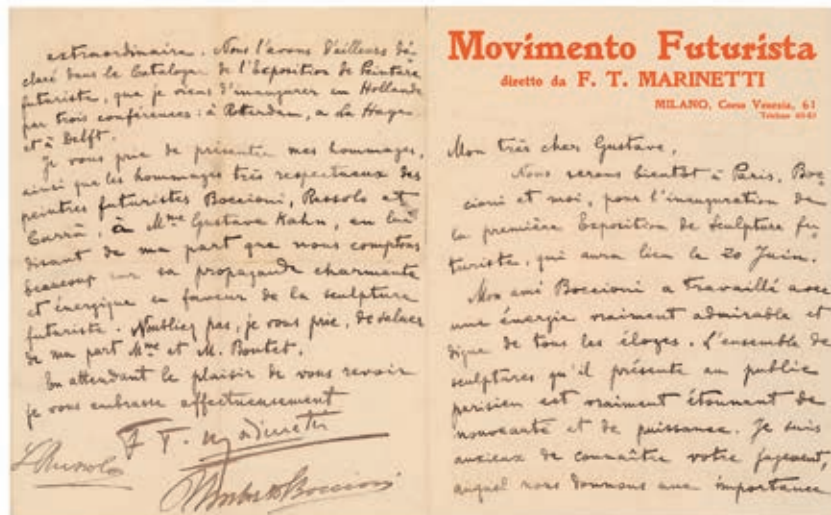 Movimento Futurista
diretto da F. T. MARINETTI
MILANO, Corso Venezia, 61
Telefono 40-81
Mon très cher Gustave,
Nous serons bientôt à Paris, Boc-
cioni et moi, pour l'inauguration de
la première Exposition de Sculpture fu-
turiste, qui aura lieu le 20 Juin.
Mon ami Boccioni a travaillé avec
une énergie vraiment admirable et
digne de tous les éloges. L'ensemble de
sculptures qu'il présente au public
parisien est vraiment étonnant de
nouveauté et de puissance. Je suis
anxieux de connaître votre jugement,
auquel nous donnons une importance
extraordinaire. Nous l'avons d'ailleurs dé-
claré dans le Catalogue de l'Exposition de Peinture
futuriste, que je viens d'inaugurer en Hollande
par trois conférences: à Roterdam, a La Haye
et à Delft.
Je vous prie de présenter mes hommages,
ainsi que les hommages très respectueux des
peintres futuristes Boccioni, Russolo et
Carrà, à Mme Gustave Kahn, en lui
disant de ma part que nous comptons
beaucoup sur sa propagande charmante
et énergique en faveur de la sculpture
futuriste. N'oubliez pas, je vous prie, de saluer
de ma part Mme et M. Boutet.
En attendant le plaisir de vous revoir
je vous embrasse affectueusement
F. T. Marinetti
L Russolo
Umberto Boccioni